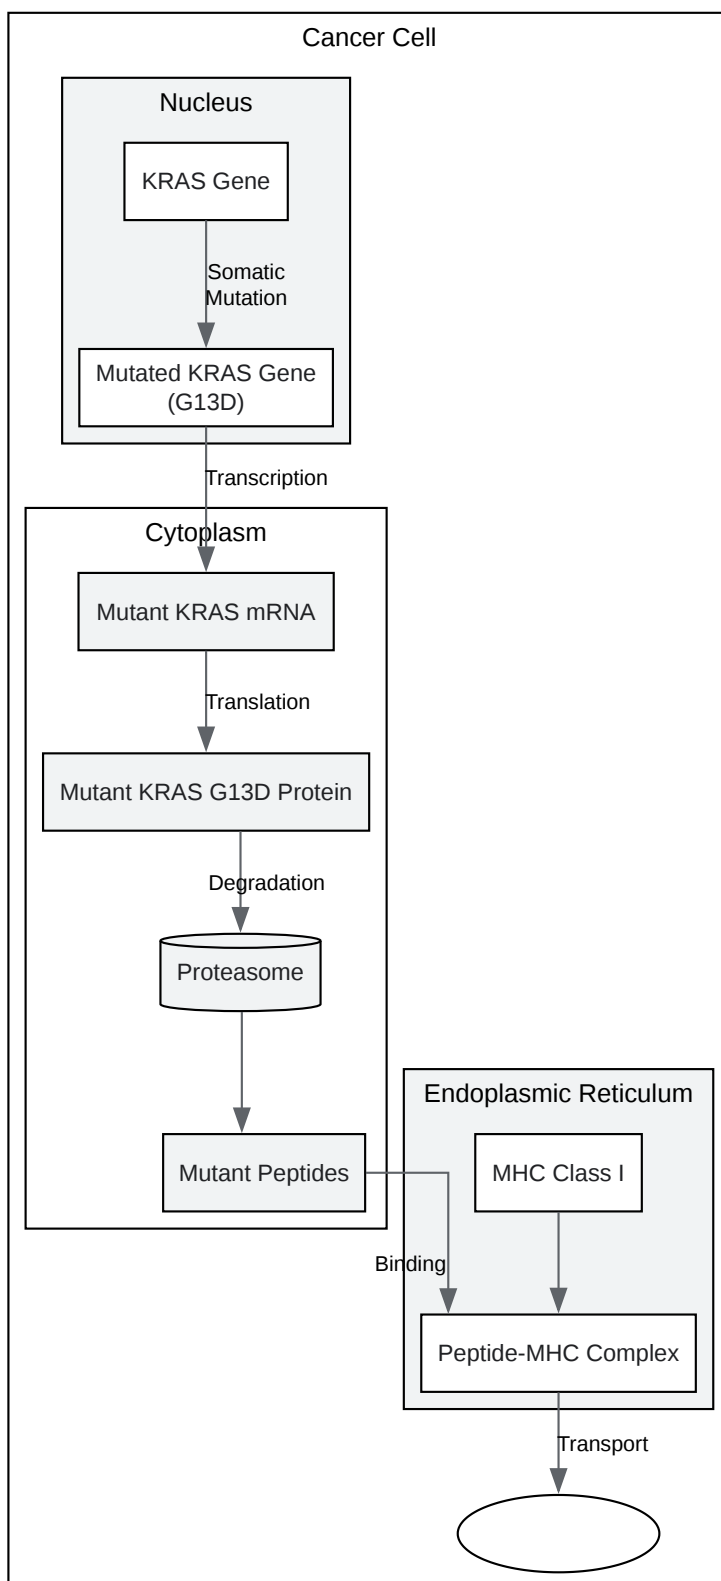 Cancer Cell
Nucleus
KRAS Gene
Somatic
Mutation
Mutated KRAS Gene
(G13D)
Transcription
Cytoplasm
Mutant KRAS mRNA
Translation
Mutant KRAS G13D Protein
Degradation
Proteasome
Endoplasmic Reticulum
Mutant Peptides
MHC Class I
Binding
Peptide-MHC Complex
Transport